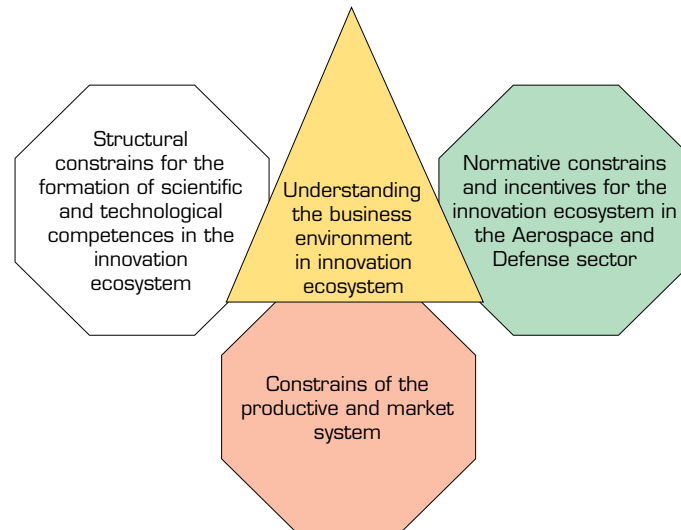 Structural
constrains for the
formation of scientific
and technological
competences in the
innovation
ecosystem
Understanding
the business
environment
in innovation
ecosystem
Normative constrains
and incentives for the
innovation ecosystem in
the Aerospace and
Defense sector
Constrains of the
productive and market
system